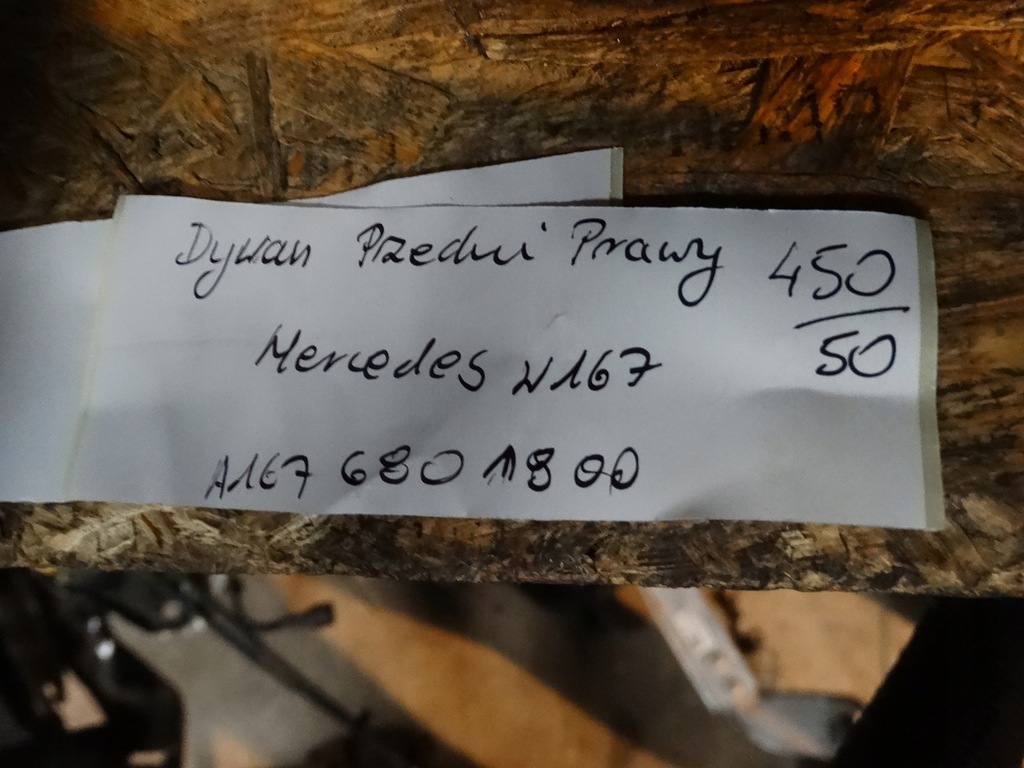 Dywan Przedni Prawy 450
50
Mercedes W167
A167 680 18 00